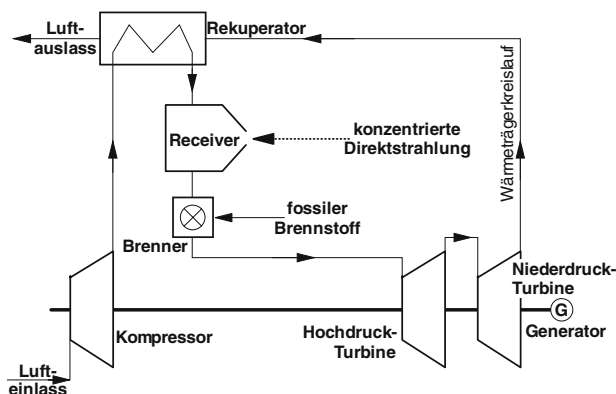 Luft-
auslass
Rekuperator
Receiver
konzentrierte
Direktstrahlung
Wärmeträgerkreislauf
fossiler
Brennstoff
Brenner
Niederdruck-
Turbine
G
Generator
Kompressor
Hochdruck-
Turbine
Luft-
einlass